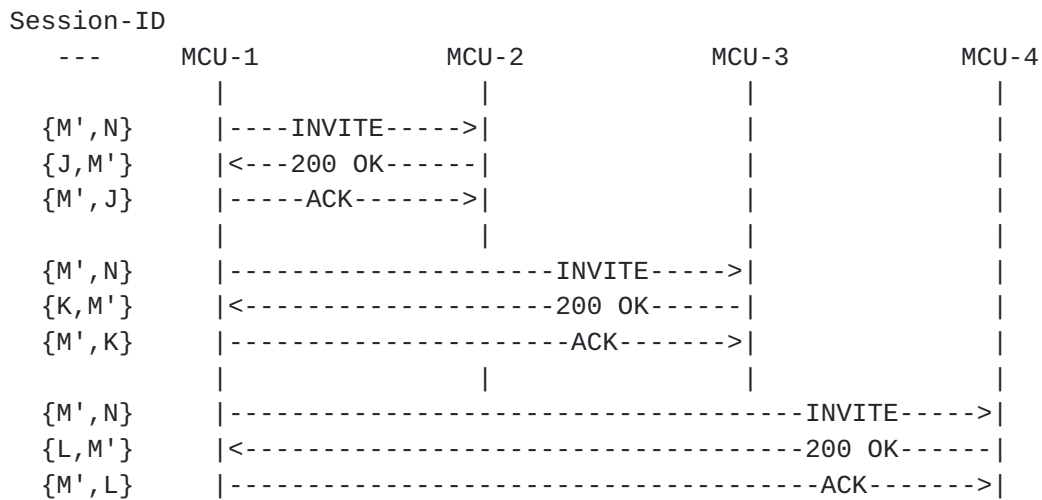 Session-ID
   ---     MCU-1            MCU-2            MCU-3           MCU-4
             |                |                |               |
  {M',N}     |----INVITE----->|                |               |
  {J,M'}     |<---200 OK------|                |               |
  {M',J}     |-----ACK------->|                |               |
             |                |                |               |
  {M',N}     |---------------------INVITE----->|               |
  {K,M'}     |<--------------------200 OK------|               |
  {M',K}     |----------------------ACK------->|               |
             |                |                |               |
  {M',N}     |-------------------------------------INVITE----->|
  {L,M'}     |<------------------------------------200 OK------|
  {M',L}     |--------------------------------------ACK------->|